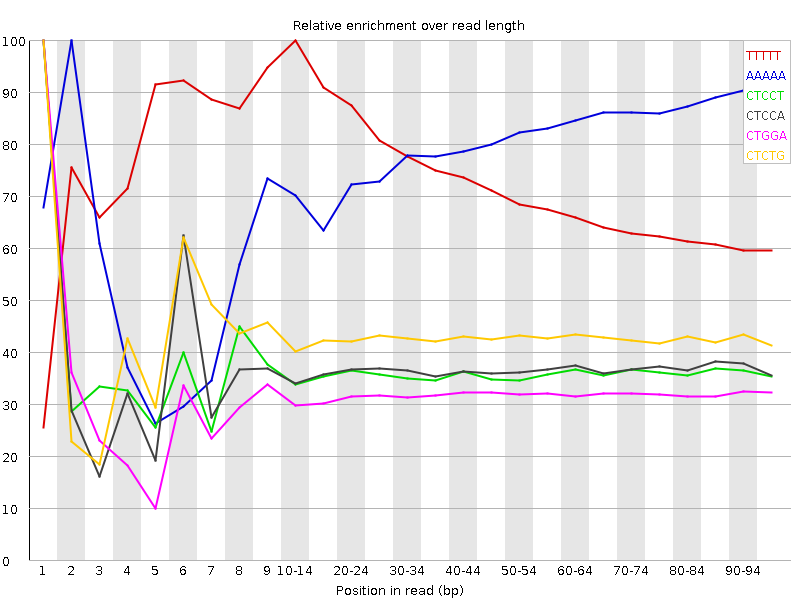 Relative enrichment over read length
100
90
80
70
60
50
40
30
20
10
0
TTTTT
AAAAA
CTCCT
CTCCA
CTGGA
CTCTG
1 2 3 4 5 6 7 8 9 10-14 20-24 30-34 40-44 50-54 60-64 70-74 80-84 90-94
Position in read (bp)